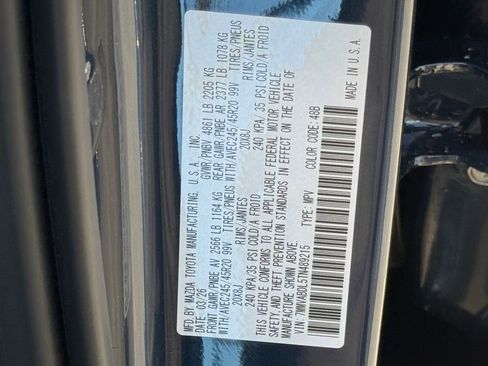 MFD. BY MAZDA TOYOTA MANUFACTURING, U.S.A., INC.
DATE: 03/26 GVWR/PNBV 4861 LB 2205 KG
FRONT GAWR/PNBE AV 2566 LB 1164 KG REAR GAWR/PNBE AR 2377 LB 1078 KG
WITH/AVEC245/45R20 99V TIRES/PNEUS WITH/AVEC245/45R20 99V TIRES/PNEUS
20X8J RIMS/JANTES 20X8J RIMS/JANTES
240 KPA/35 PSI COLD/A FROID 240 KPA/ 35 PSI COLD/A FROID
THIS VEHICLE CONFORMS TO ALL APPLICABLE FEDERAL MOTOR VEHICLE
SAFETY AND THEFT PREVENTION STANDARDS IN EFFECT ON THE DATE OF
MANUFACTURE SHOWN ABOVE.
VIN: 7MMVABDL5TN489215 TYPE: MPV
COLOR CODE: 48B MADE IN U.S.A.